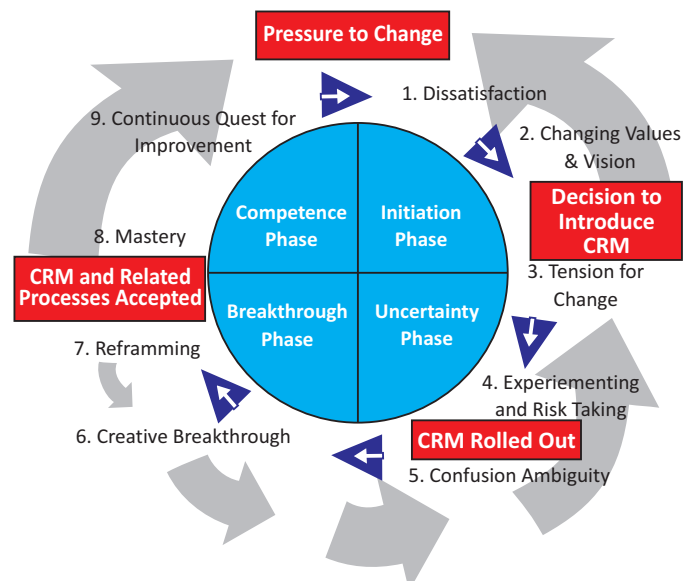 Pressure to Change
1. Dissatisfaction
2. Changing Values
& Vision
Decision to
Introduce
CRM
3. Tension for
Change
4. Experiementing
and Risk Taking
CRM Rolled Out
5. Confusion Ambiguity
6. Creative Breakthrough
7. Reframming
CRM and Related
Processes Accepted
8. Mastery
9. Continuous Quest for
Improvement
Competence
Phase
Initiation
Phase
Breakthrough
Phase
Uncertainty
Phase